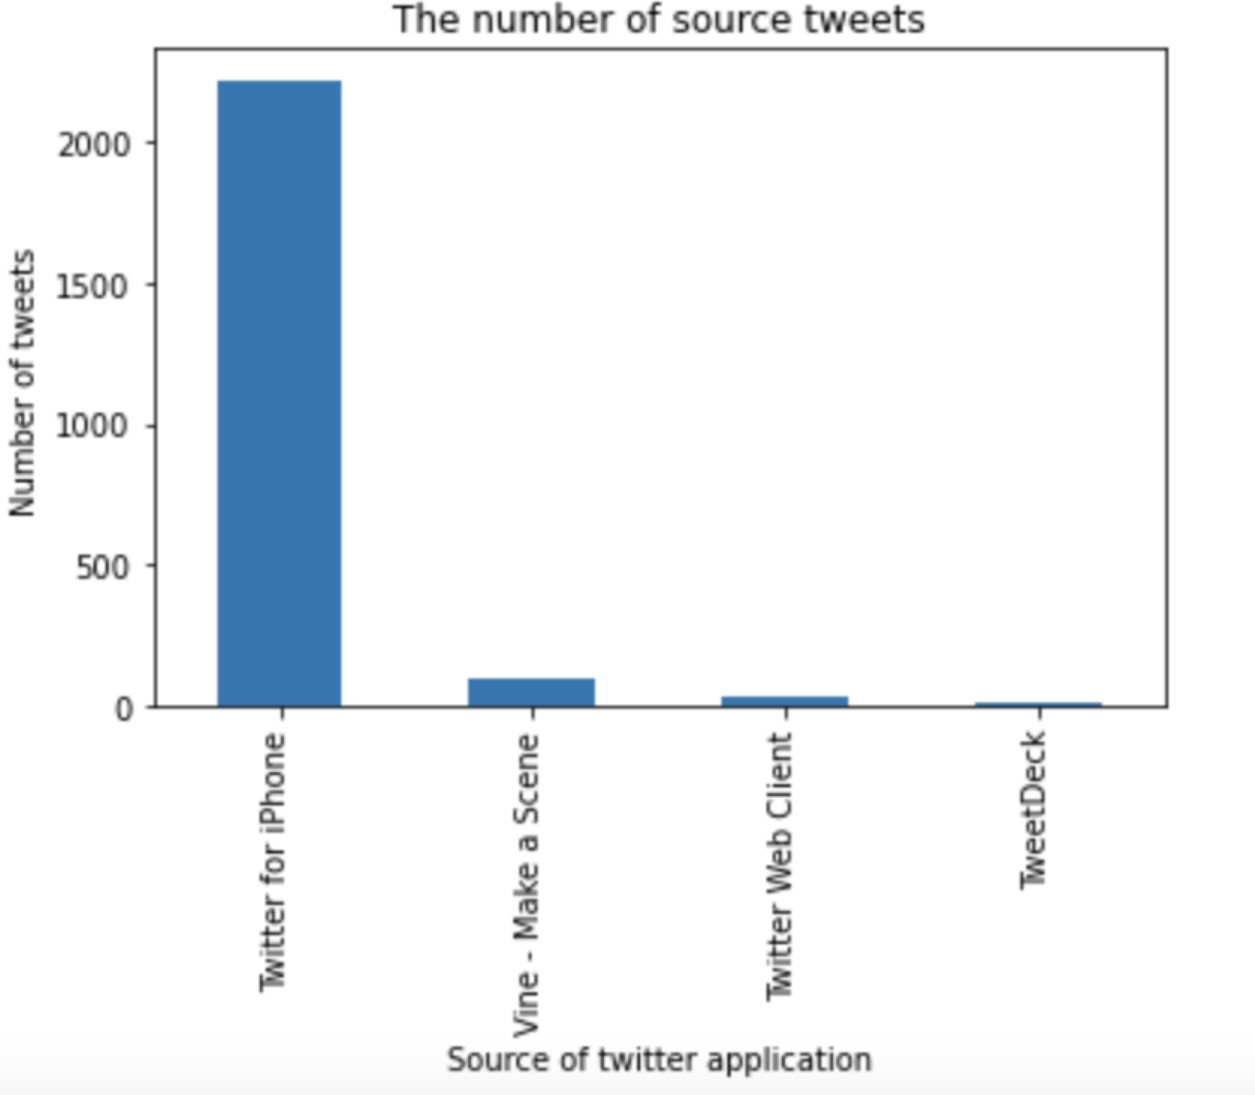 The number of source tweets
Number of tweets
2000
1500
1000
500
0
Twitter for iPhone
Vine - Make a Scene
Twitter Web Client
TweetDeck
Source of twitter application